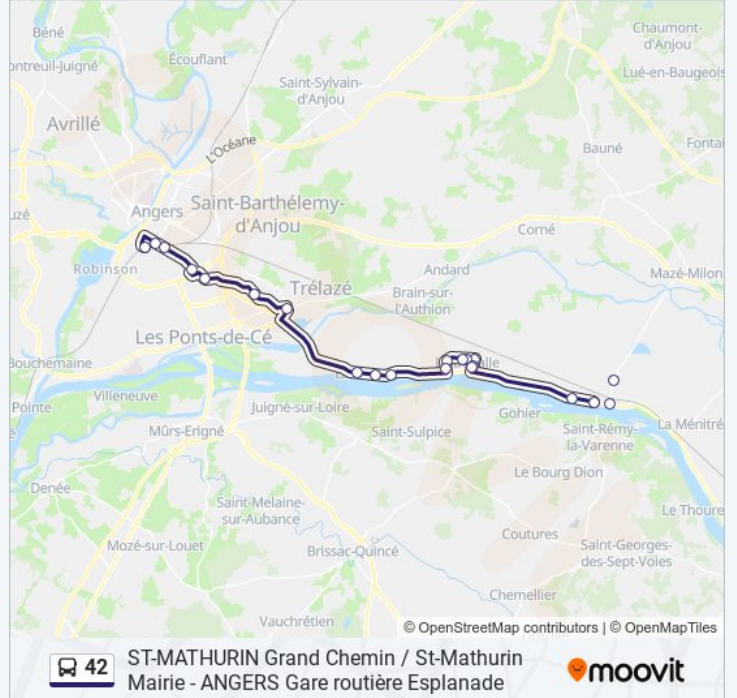 Béné
Chaumont-
d'Anjou
Écouflant
ontreuil-Juigné
Lué-en-Baugeois
Saint-Sylvain-
d'Anjou
Avrillé
L'Océane
Bauné
Fontai
uzé
Angers
Saint-Barthélemy-
d'Anjou
Corné
Robinson
Andard
Mazé-Milon
Trélazé
Brain-sur-
l'Authion
Les Ponts-de-Cé
Bouchemaine
Villeneuve
Pointe
Juigné-sur-Loire
Gohier
Mûrs-Erigné
Saint-Sulpice
Saint-Rémy-
la-Varenne
La Ménitré
Le Bourg Dion
Denée
Saint-Melaine-
sur-Aubance
Le Thoure
Coutures
Mozé-sur-Louet
Brissac-Quincé
Saint-Georges-
des-Sept-Voies
Chemellier
Vauchrétien
© OpenStreetMap contributors | © OpenMapTiles
42
ST-MATHURIN Grand Chemin / St-Mathurin
Mairie - ANGERS Gare routière Esplanade
moovit